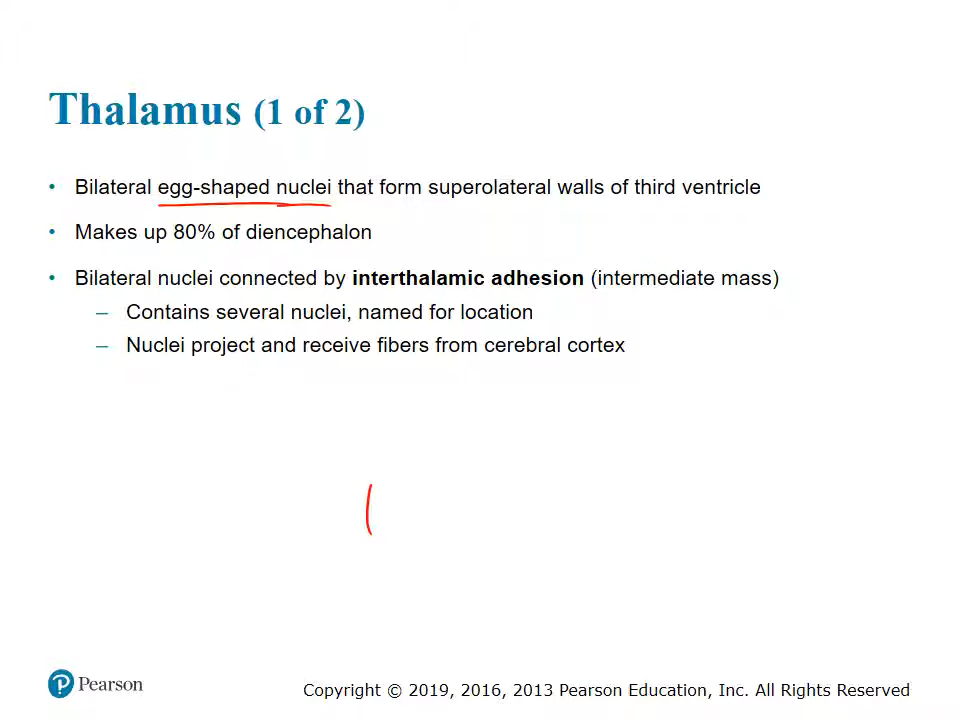 Thalamus (1 of 2)
• Bilateral egg-shaped nuclei that form superolateral walls of third ventricle
• Makes up 80% of diencephalon
• Bilateral nuclei connected by interthalamic adhesion (intermediate mass)
– Contains several nuclei, named for location
– Nuclei project and receive fibers from cerebral cortex
Pearson
Copyright © 2019, 2016, 2013 Pearson Education, Inc. All Rights Reserved